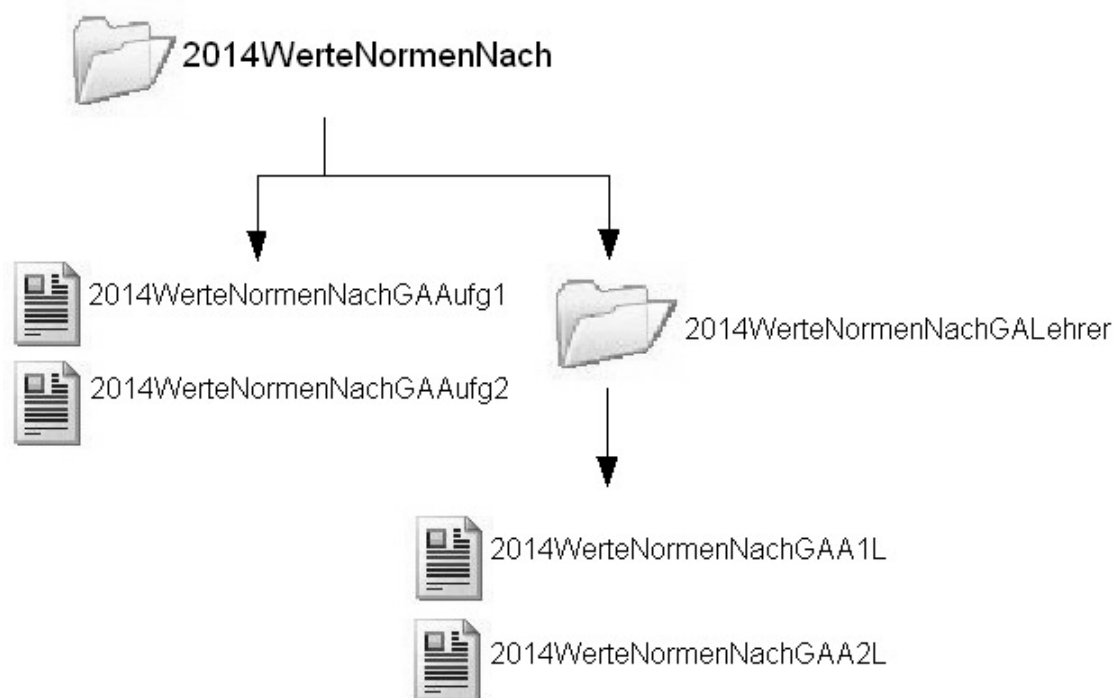 2014WerteNormenNach
2014WerteNormenNachGAAufg1
2014WerteNormenNachGAAufg2
2014WerteNormenNachGALehrer
2014WerteNormenNachGAA1L
2014WerteNormenNachGAA2L